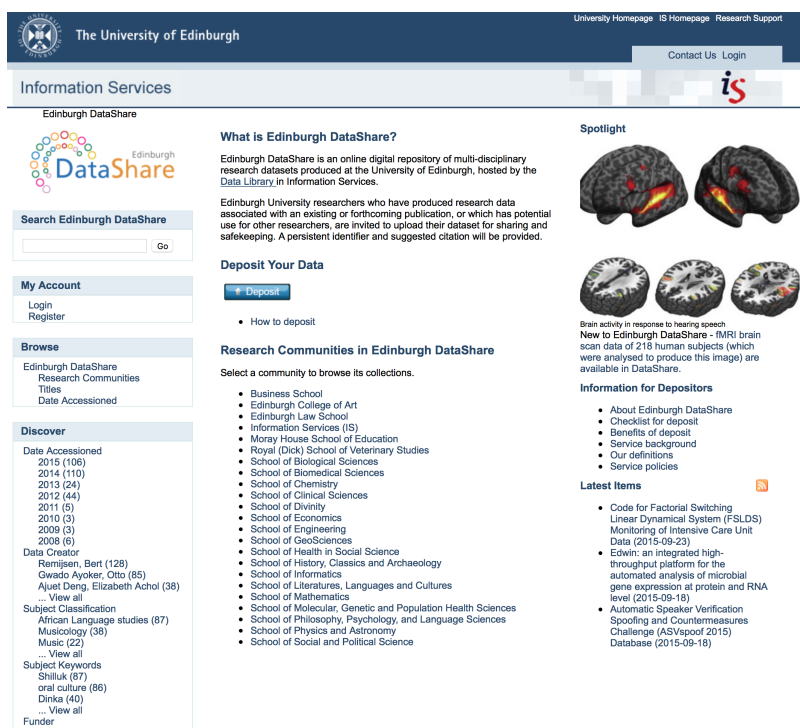 University Homepage IS Homepage Research Support
The University of Edinburgh
Contact Us Login
Information Services
is
Edinburgh DataShare
Edinburgh
DataShare
Search Edinburgh DataShare
Go
My Account
Login
Register
Browse
Edinburgh DataShare
Research Communities
Titles
Date Accessioned
Discover
Date Accessioned
2015 (106)
2014 (110)
2013 (24)
2012 (44)
2011 (5)
2010 (3)
2009 (3)
2008 (6)
Data Creator
Remijsen, Bert (128)
Gwado Ayoker, Otto (85)
Ajuet Deng, Elizabeth Achol (38)
... View all
Subject Classification
African Language studies (87)
Musicology (38)
Music (22)
... View all
Subject Keywords
Shilluk (87)
oral culture (86)
Dinka (40)
... View all
Funder
What is Edinburgh DataShare?
Edinburgh DataShare is an online digital repository of multi-disciplinary
research datasets produced at the University of Edinburgh, hosted by the
Data Library in Information Services.
Edinburgh University researchers who have produced research data
associated with an existing or forthcoming publication, or which has potential
use for other researchers, are invited to upload their dataset for sharing and
safekeeping. A persistent identifier and suggested citation will be provided.
Deposit Your Data
Deposit
• How to deposit
Research Communities in Edinburgh DataShare
Select a community to browse its collections.
• Business School
• Edinburgh College of Art
• Edinburgh Law School
• Information Services (IS)
• Moray House School of Education
• Royal (Dick) School of Veterinary Studies
• School of Biological Sciences
• School of Biomedical Sciences
• School of Chemistry
• School of Clinical Sciences
• School of Divinity
• School of Economics
• School of Engineering
• School of GeoSciences
• School of Health in Social Science
• School of History, Classics and Archaeology
• School of Informatics
• School of Literatures, Languages and Cultures
• School of Mathematics
• School of Molecular, Genetic and Population Health Sciences
• School of Philosophy, Psychology, and Language Sciences
• School of Physics and Astronomy
• School of Social and Political Science
Spotlight
Brain activity in response to hearing speech
New to Edinburgh DataShare - fMRI brain
scan data of 218 human subjects (which
were analysed to produce this image) are
available in DataShare.
Information for Depositors
• About Edinburgh DataShare
• Checklist for deposit
• Benefits of deposit
• Service background
• Our definitions
• Service policies
Latest Items
• Code for Factorial Switching
Linear Dynamical System (FSLDS)
Monitoring of Intensive Care Unit
Data (2015-09-23)
• Edwin: an integrated high-
throughput platform for the
automated analysis of microbial
gene expression at protein and RNA
level (2015-09-18)
• Automatic Speaker Verification
Spoofing and Countermeasures
Challenge (ASVspoof 2015)
Database (2015-09-18)